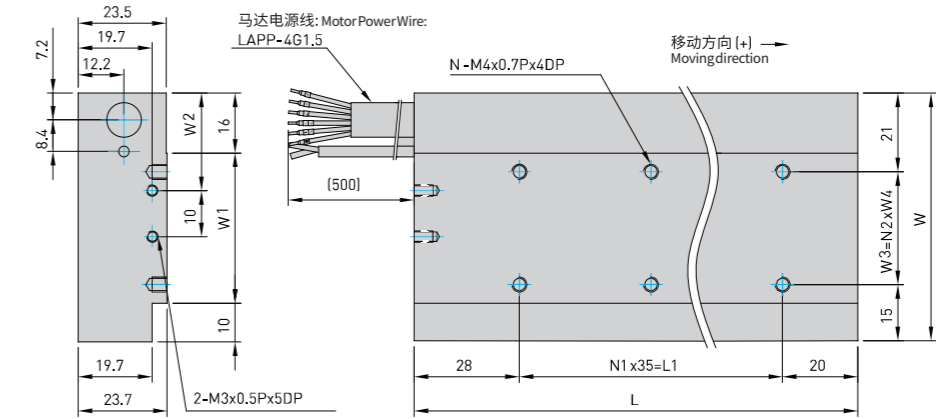 23.5
19.7
12.2
7.2
8.4
W2
16
10
W1
10
19.7
23.7
2-M3x0.5Px5DP
马达电源线: MotorPowerWire:
LAPP-4G1.5
(500)
N-M4x0.7Px4DP
移动方向 (+)
Movingdirection
21
W3=N2xW4
W
15
28
N1x35=L1
20
L